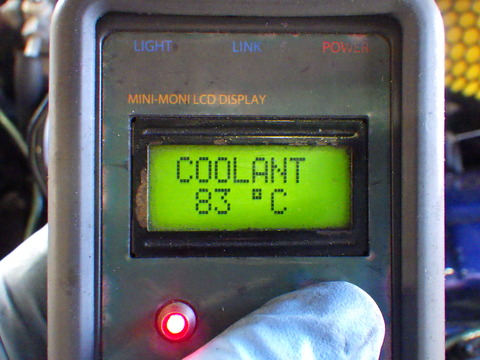 LIGHT LINK POWER
MINI-MONI LCD DISPLAY
COOLANT
83 °C